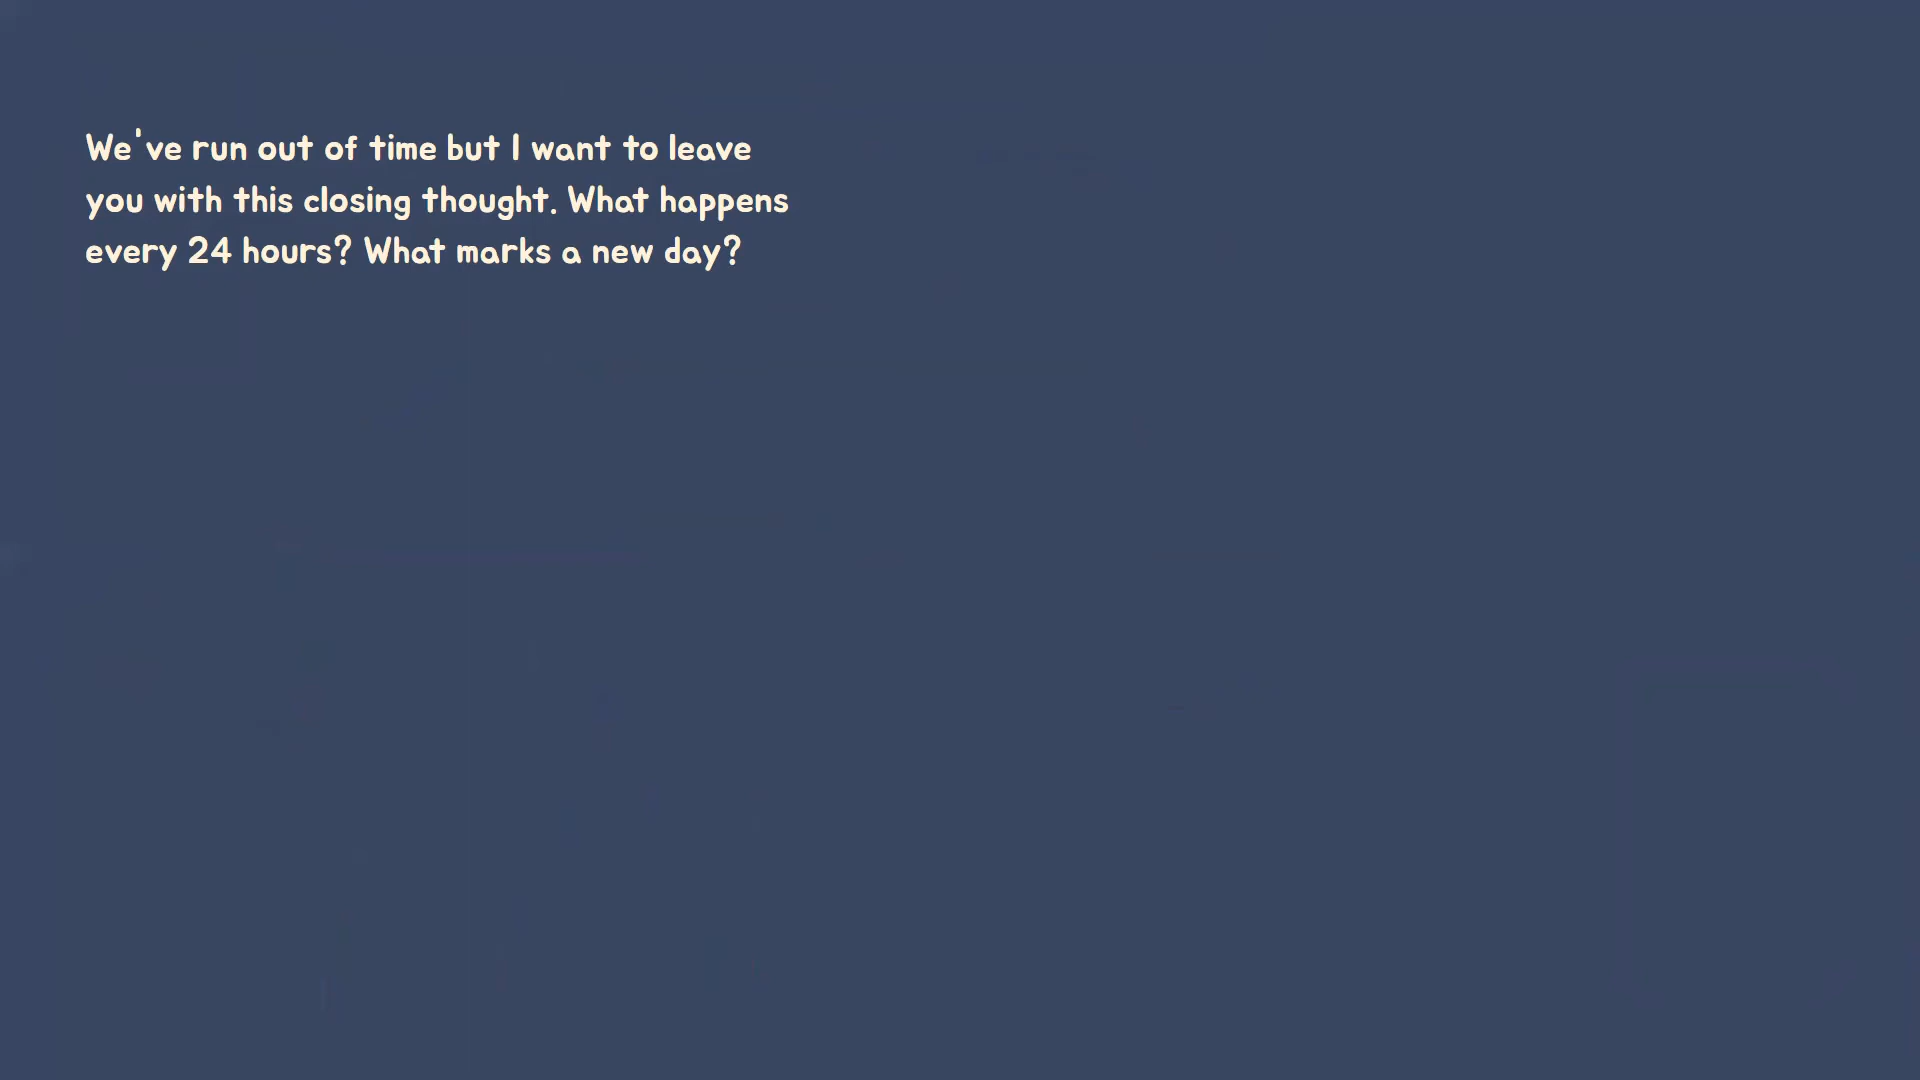 We've run out of time but I want to leave
you with this closing thought. What happens
every 24 hours? What marks a new day?